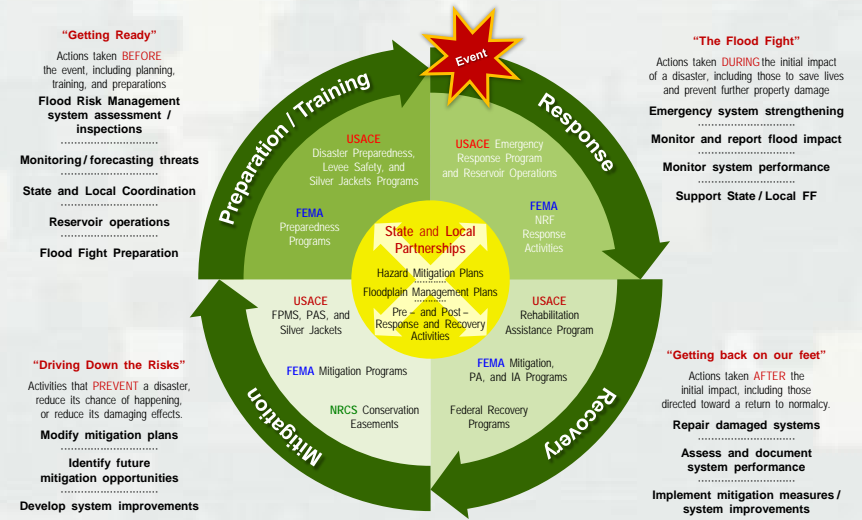 “Getting Ready”
Actions taken BEFORE
the event, including planning,
training, and preparations
Flood Risk Management
system assessment /
inspections
Monitoring / forecasting threats
State and Local Coordination
Reservoir operations
Flood Fight Preparation
Event
“The Flood Fight”
Actions taken DURING the initial impact
of a disaster, including those to save lives
and prevent further property damage
Emergency system strengthening
Monitor and report flood impact
Monitor system performance
Support State / Local FF
Preparation / Training
USACE
Disaster Preparedness,
Levee Safety, and
Silver Jackets Programs
FEMA
Preparedness
Programs
Response
USACE Emergency
Response Program
and Reservoir Operations
FEMA
NRF
Response
Activities
State and Local
Partnerships
Hazard Mitigation Plans
Floodplain Management Plans
Pre – and Post –
Response and Recovery
Activities
USACE
FPMS, PAS, and
Silver Jackets
FEMA Mitigation Programs
NRCS Conservation
Easements
Mitigation
USACE
Rehabilitation
Assistance Program
FEMA Mitigation,
PA, and IA Programs
Federal Recovery
Programs
Recovery
“Driving Down the Risks”
Activities that PREVENT a disaster,
reduce its chance of happening,
or reduce its damaging effects.
Modify mitigation plans
Identify future
mitigation opportunities
Develop system improvements
“Getting back on our feet”
Actions taken AFTER the
initial impact, including those
directed toward a return to normalcy.
Repair damaged systems
Assess and document
system performance
Implement mitigation measures /
system improvements